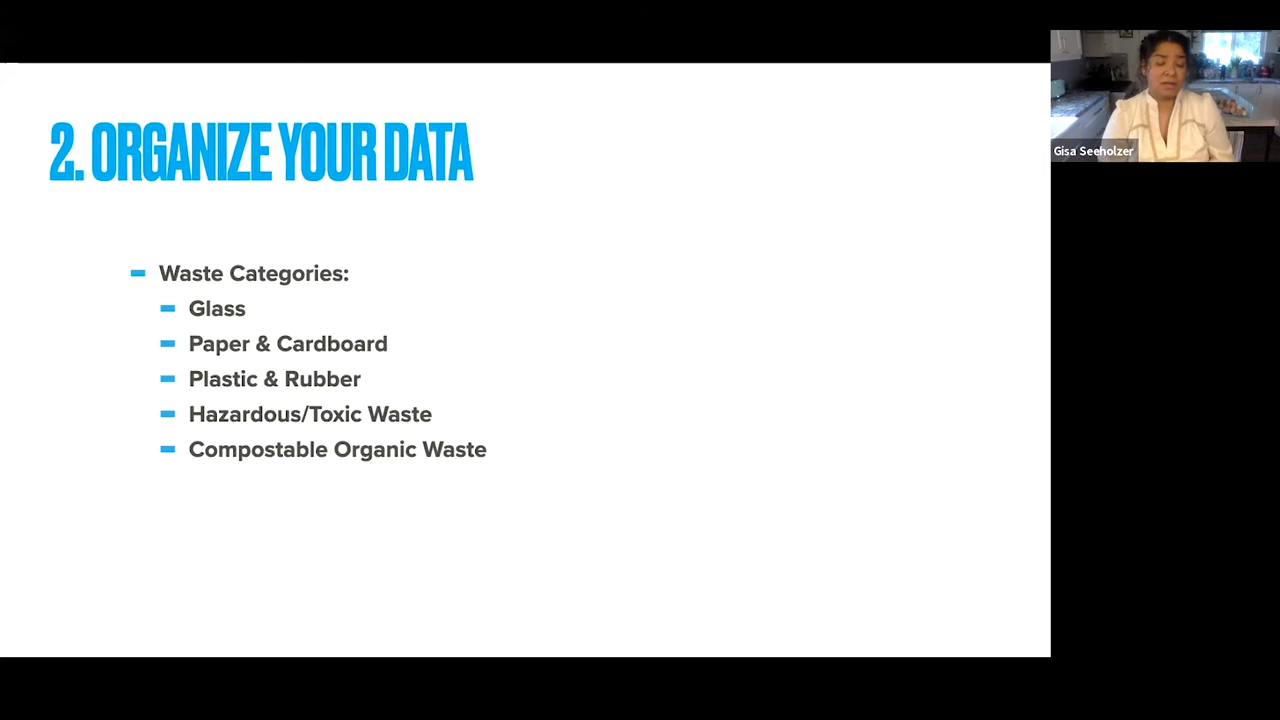 2. ORGANIZE YOUR DATA
Waste Categories:
Glass
Paper & Cardboard
Plastic & Rubber
Hazardous/Toxic Waste
Compostable Organic Waste
Gisa Seeholzer